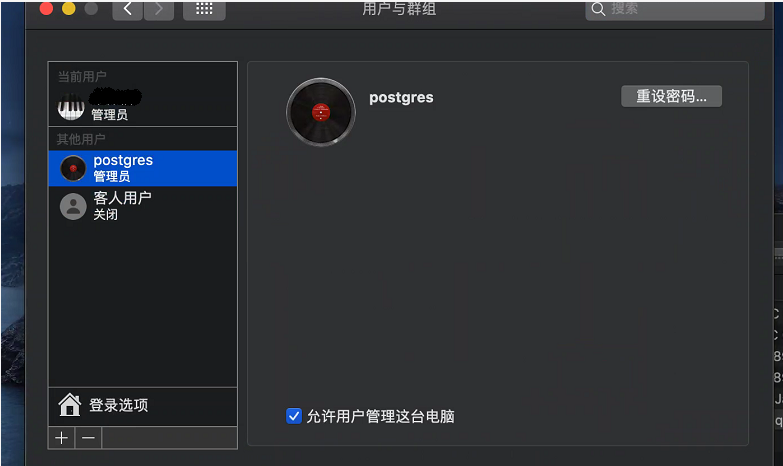 用户与群组
搜索
当前用户
管理员
其他用户
postgres
管理员
客人用户
关闭
登录选项
postgres
重设密码...
允许用户管理这台电脑